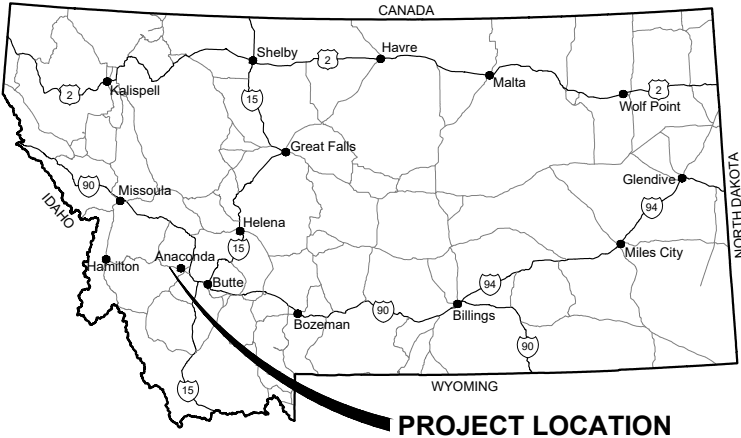 CANADA
Shelby
2
Havre
2
Kalispell
15
Malta
2
Wolf Point
Great Falls
90
Missoula
Glendive
NORTH DAKOTA
IDAHO
94
Helena
15
Hamilton
Anaconda
Miles City
Butte
94
90
Bozeman
Billings
90
WYOMING
15
PROJECT LOCATION